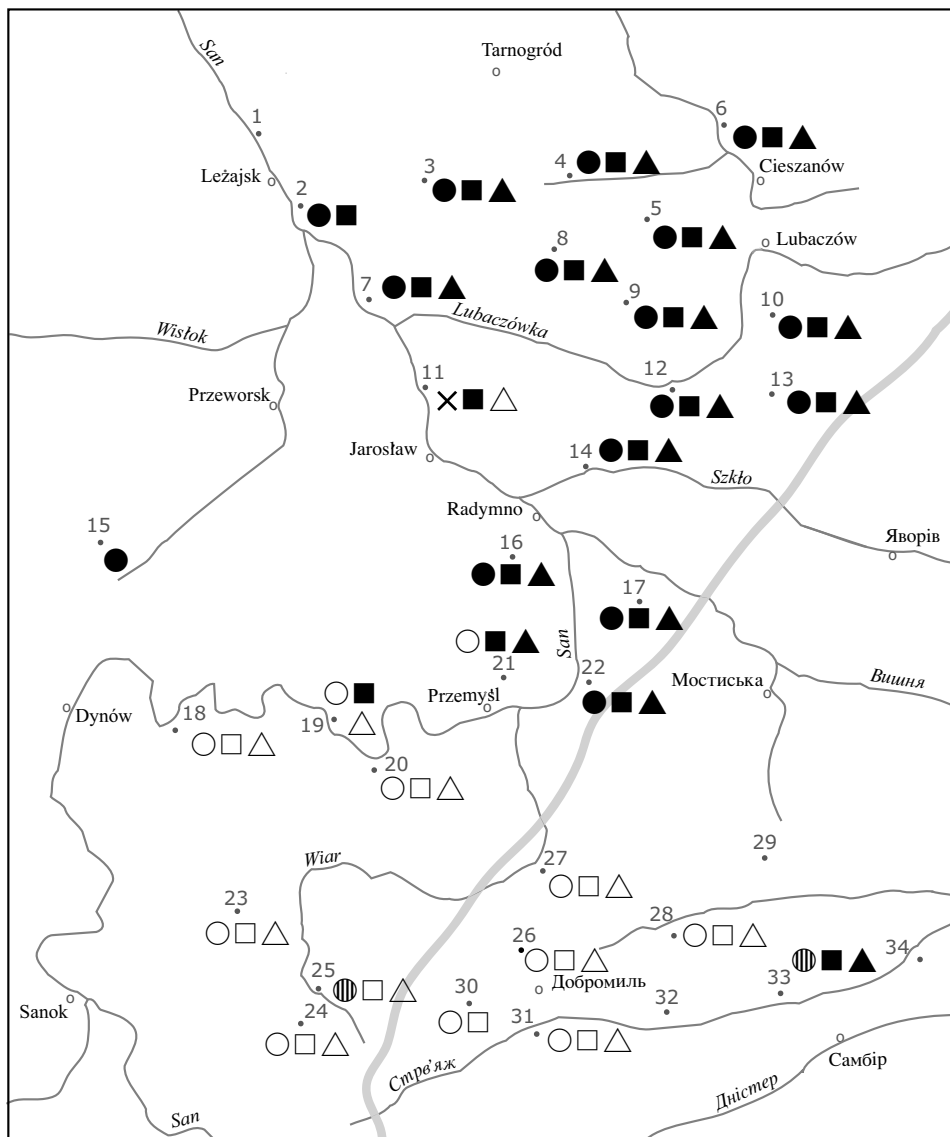 San
Tarnogród
1
6
Leżajsk
2
3
4
Cieszanów
5
8
Lubaczów
7
9
10
Lubaczówka
Wisłok
Przeworsk
11
12
13
Jarosław
14
Szkło
Radymno
15
16
Яворів
17
San
21
22
Dynów
18
19
Przemyśl
Мостиська
Вишня
20
Wiar
27
29
23
28
26
34
25
Добромиль
33
Sanok
24
30
32
31
Стрв'яж
Самбір
San
Дністер